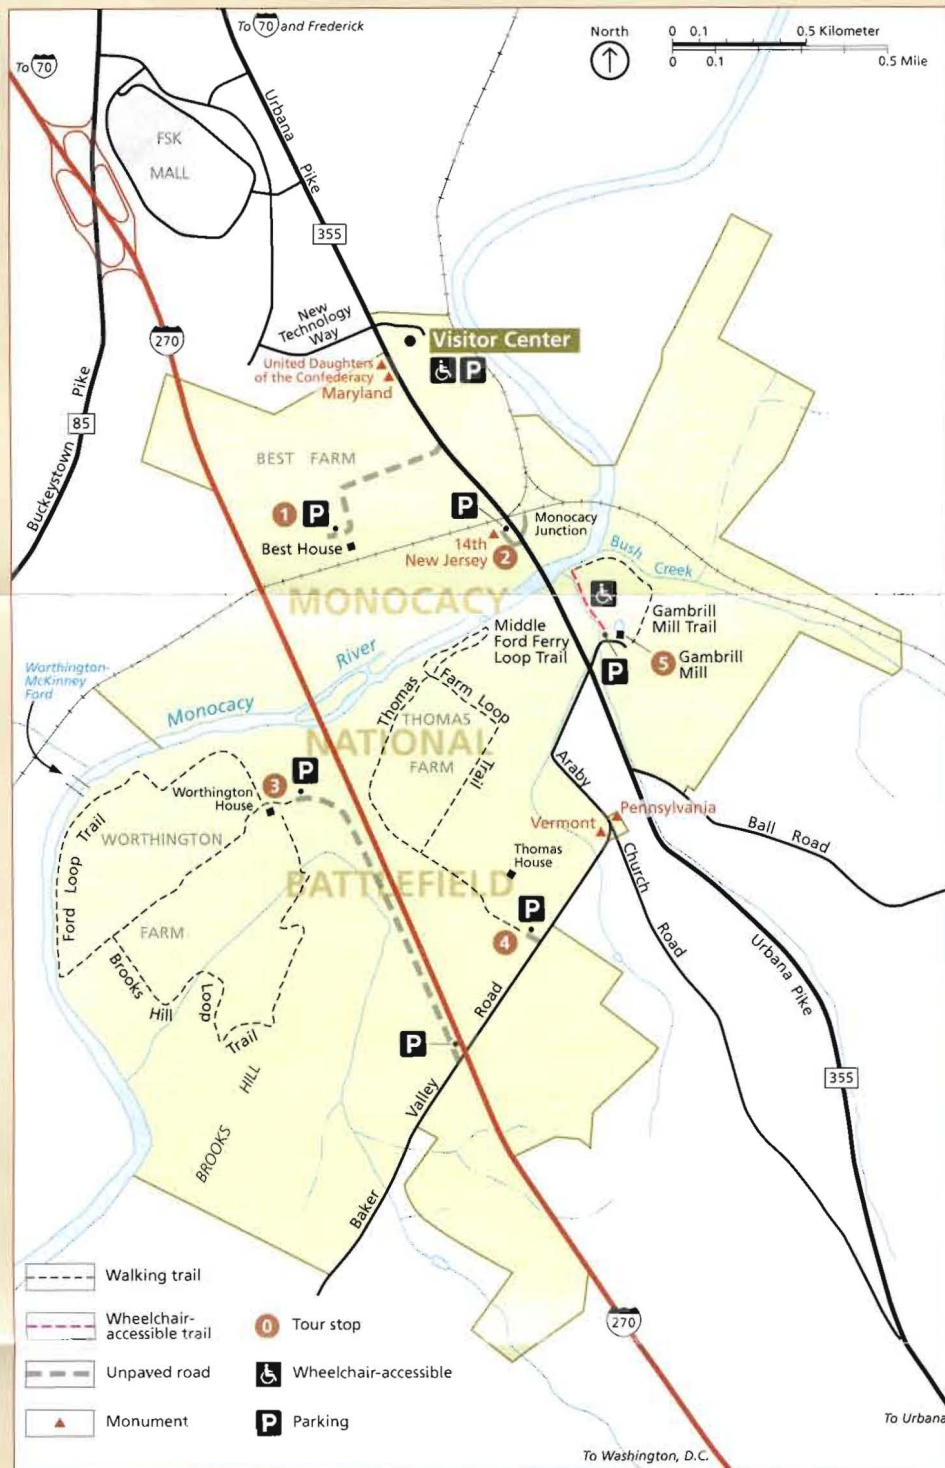 To 70 and Frederick
To 70
North
0 0.1 0.5 Kilometer
0 0.1 0.5 Mile
FSK
MALL
Urbana Pike
355
New
Technology
Way
270
Visitor Center
P
United Daughters
of the Confederacy
Maryland
Buckeystown Pike
85
BEST FARM
1 P
Best House
P
Monocacy
Junction
14th
New Jersey
2
Bush Creek
MONOCACY
Gambrill
Mill Trail
Middle
Ford Ferry
Loop Trail
5 Gambrill
Mill
P
Worthington-
McKinney
Ford
Monocacy River
Thomas Farm Loop Trail
THOMAS
FARM
NATIONAL
3 P
Worthington
House
Araby
Pennsylvania
Vermont
Ball Road
WORTHINGTON
FARM
Ford Loop Trail
Thomas
House
BATTLEFIELD
Church Road
P
4
Brooks Hill Loop Trail
Urbana Pike
P
355
BROOKS HILL
Baker Valley Road
Walking trail
Wheelchair-
accessible trail
0 Tour stop
Unpaved road
Wheelchair-accessible
Monument
P Parking
270
To Urbana
To Washington, D.C.